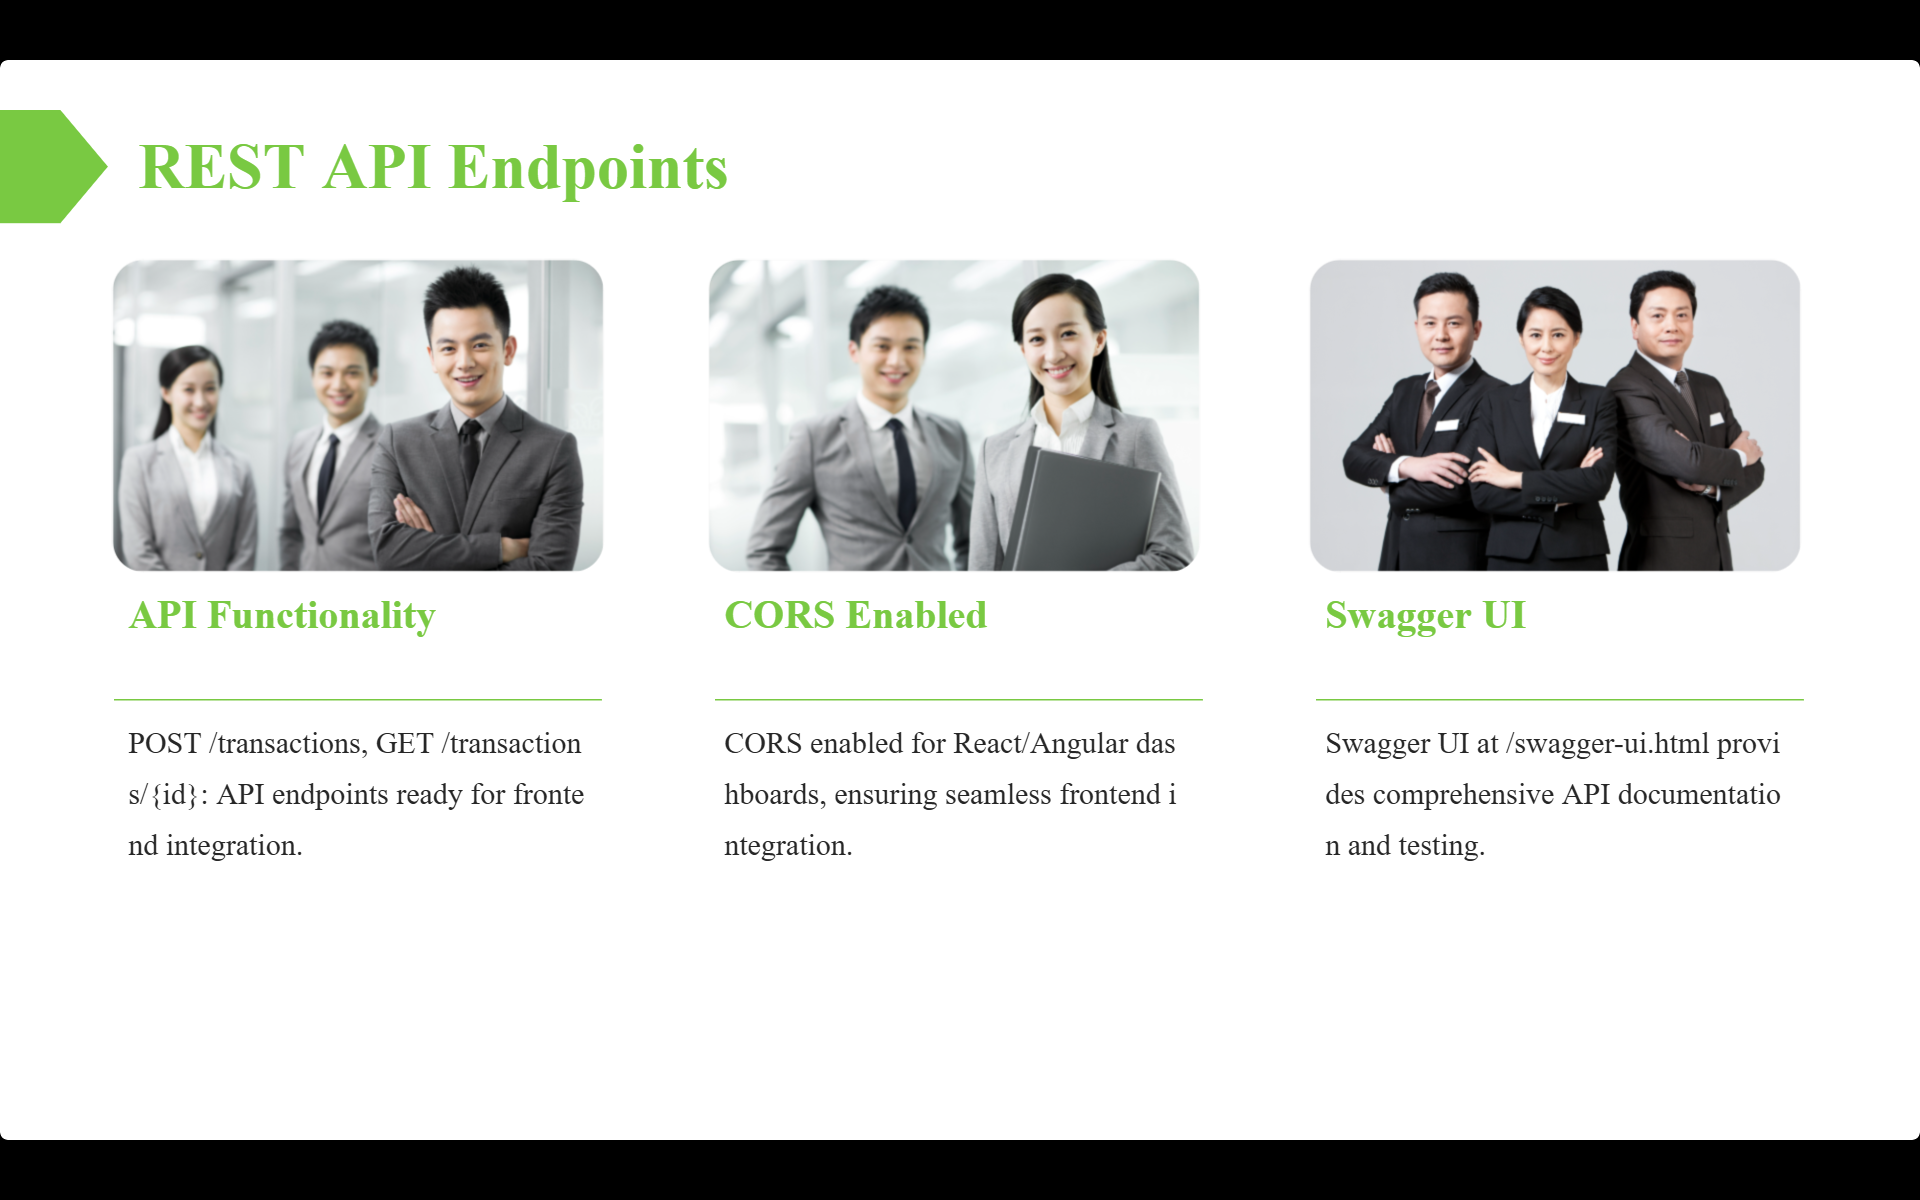 REST API Endpoints
API Functionality
POST /transactions, GET /transaction
s/{id}: API endpoints ready for fronte
nd integration.
CORS Enabled
CORS enabled for React/Angular das
hboards, ensuring seamless frontend i
ntegration.
Swagger UI
Swagger UI at /swagger-ui.html provi
des comprehensive API documentatio
n and testing.